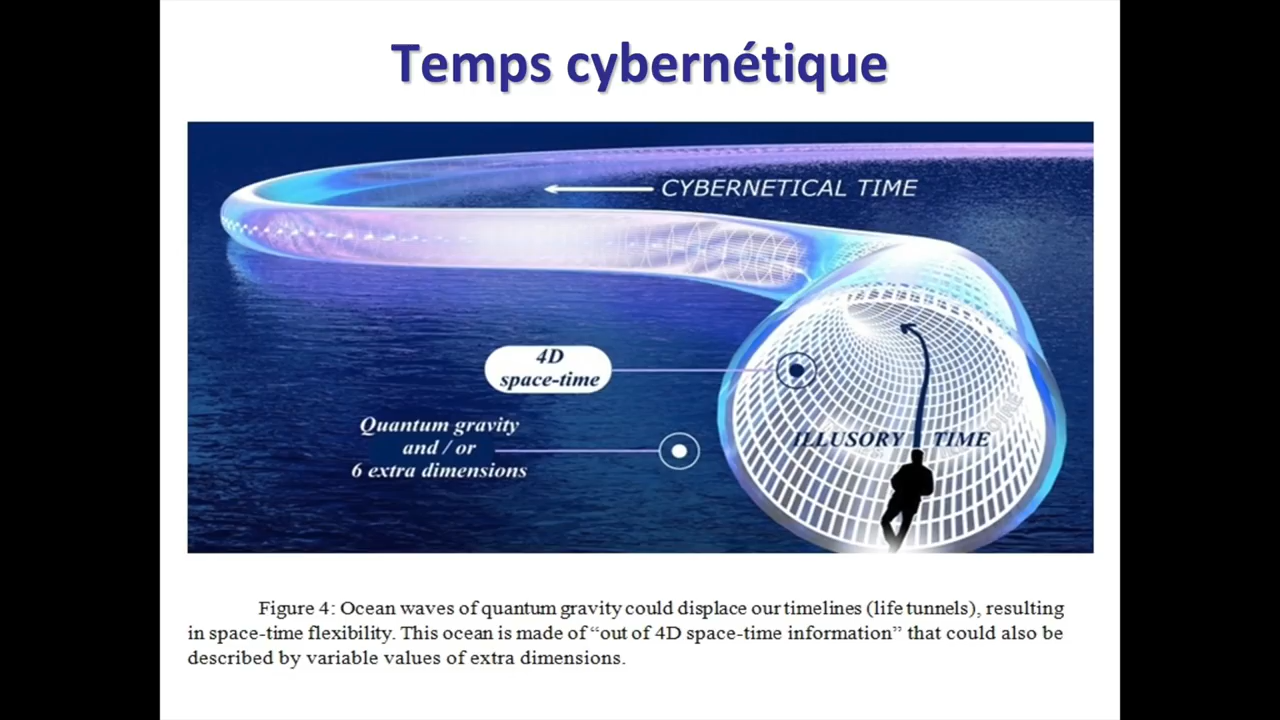 Temps cybernétique
CYBERNETICAL TIME
4D
space-time
Quantum gravity
and / or
6 extra dimensions
ILLUSORY TIME
Figure 4: Ocean waves of quantum gravity could displace our timelines (life tunnels), resulting
in space-time flexibility. This ocean is made of “out of 4D space-time information” that could also be
described by variable values of extra dimensions.